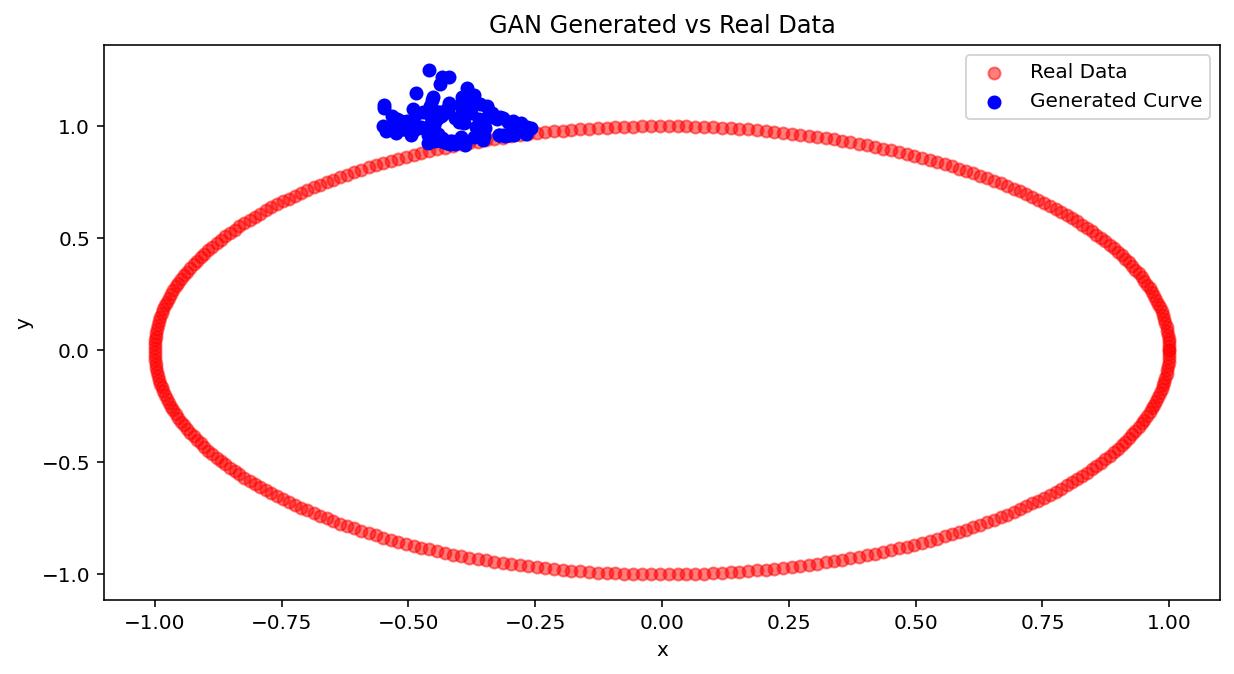 GAN Generated vs Real Data
Real Data
Generated Curve
1.0
0.5
0.0
−0.5
−1.0
y
−1.00 −0.75 −0.50 −0.25 0.00 0.25 0.50 0.75 1.00
x